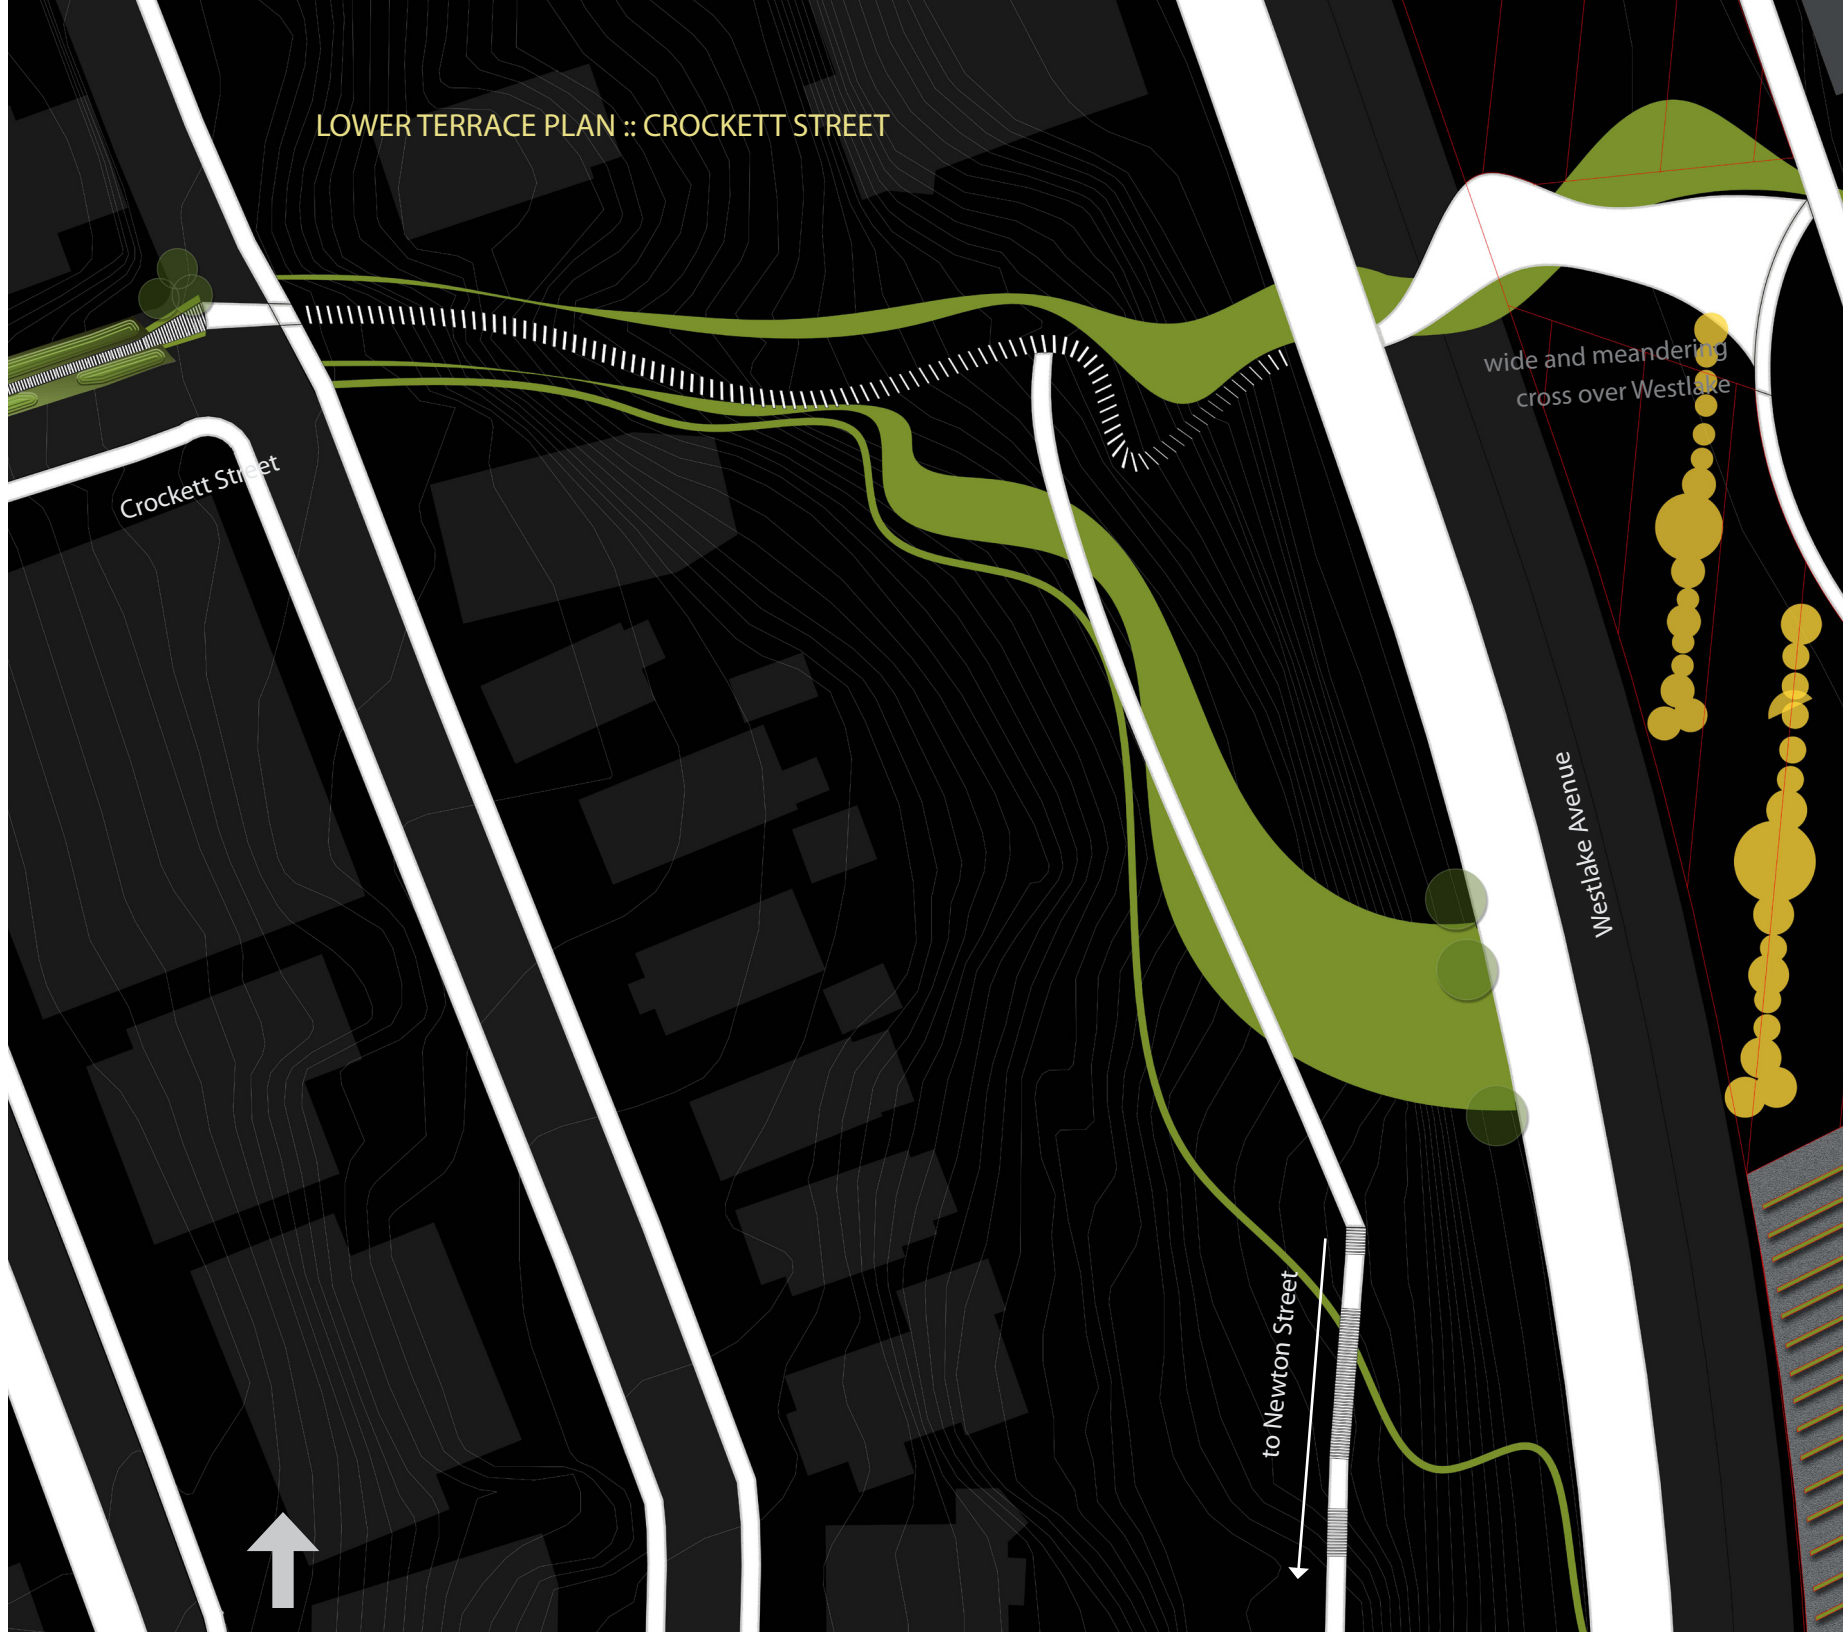 LOWER TERRACE PLAN :: CROCKETT STREET
wide and meandering
cross over Westlake
Crockett Street
Westlake Avenue
to Newton Street